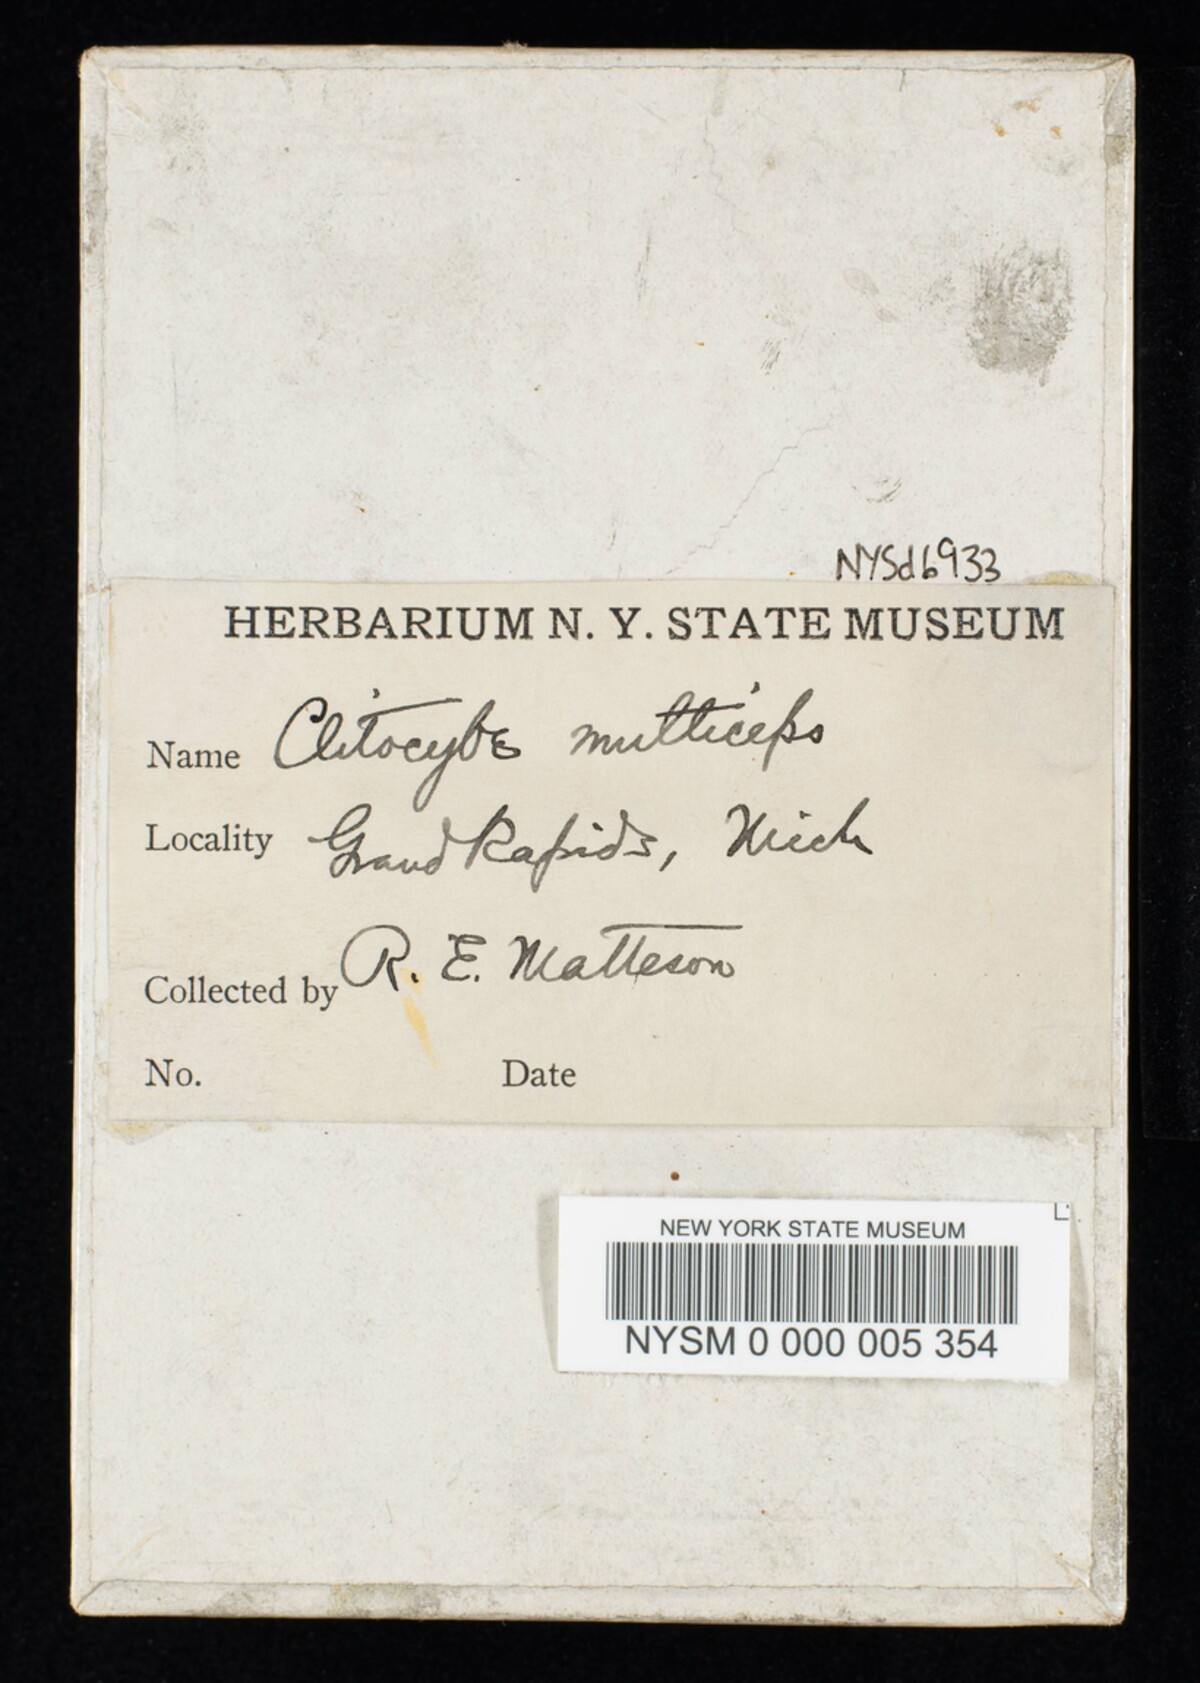 NYSd6933
HERBARIUM N. Y. STATE MUSEUM
Name Clitocybe multiceps
Locality Grand Rapids, Mich
Collected by R. E. Matteson
No. Date
NEW YORK STATE MUSEUM
NYSM 0 000 005 354